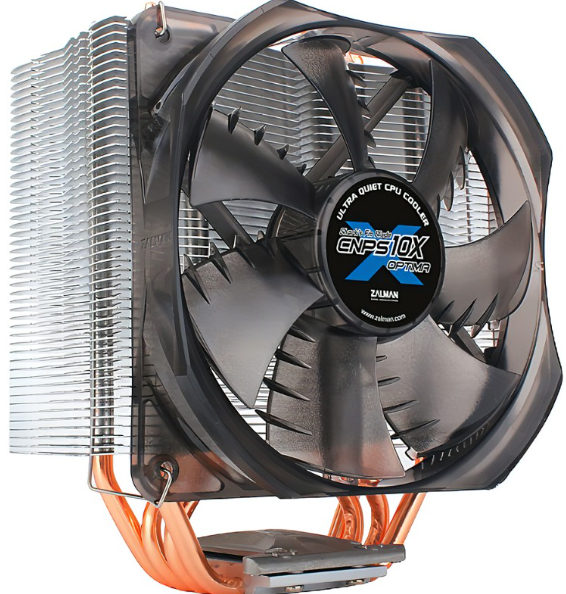 ULTRA QUIET CPU COOLER
Shark's Fin Blade
CNPS10X
OPTIMA
ZALMAN
www.zalman.com